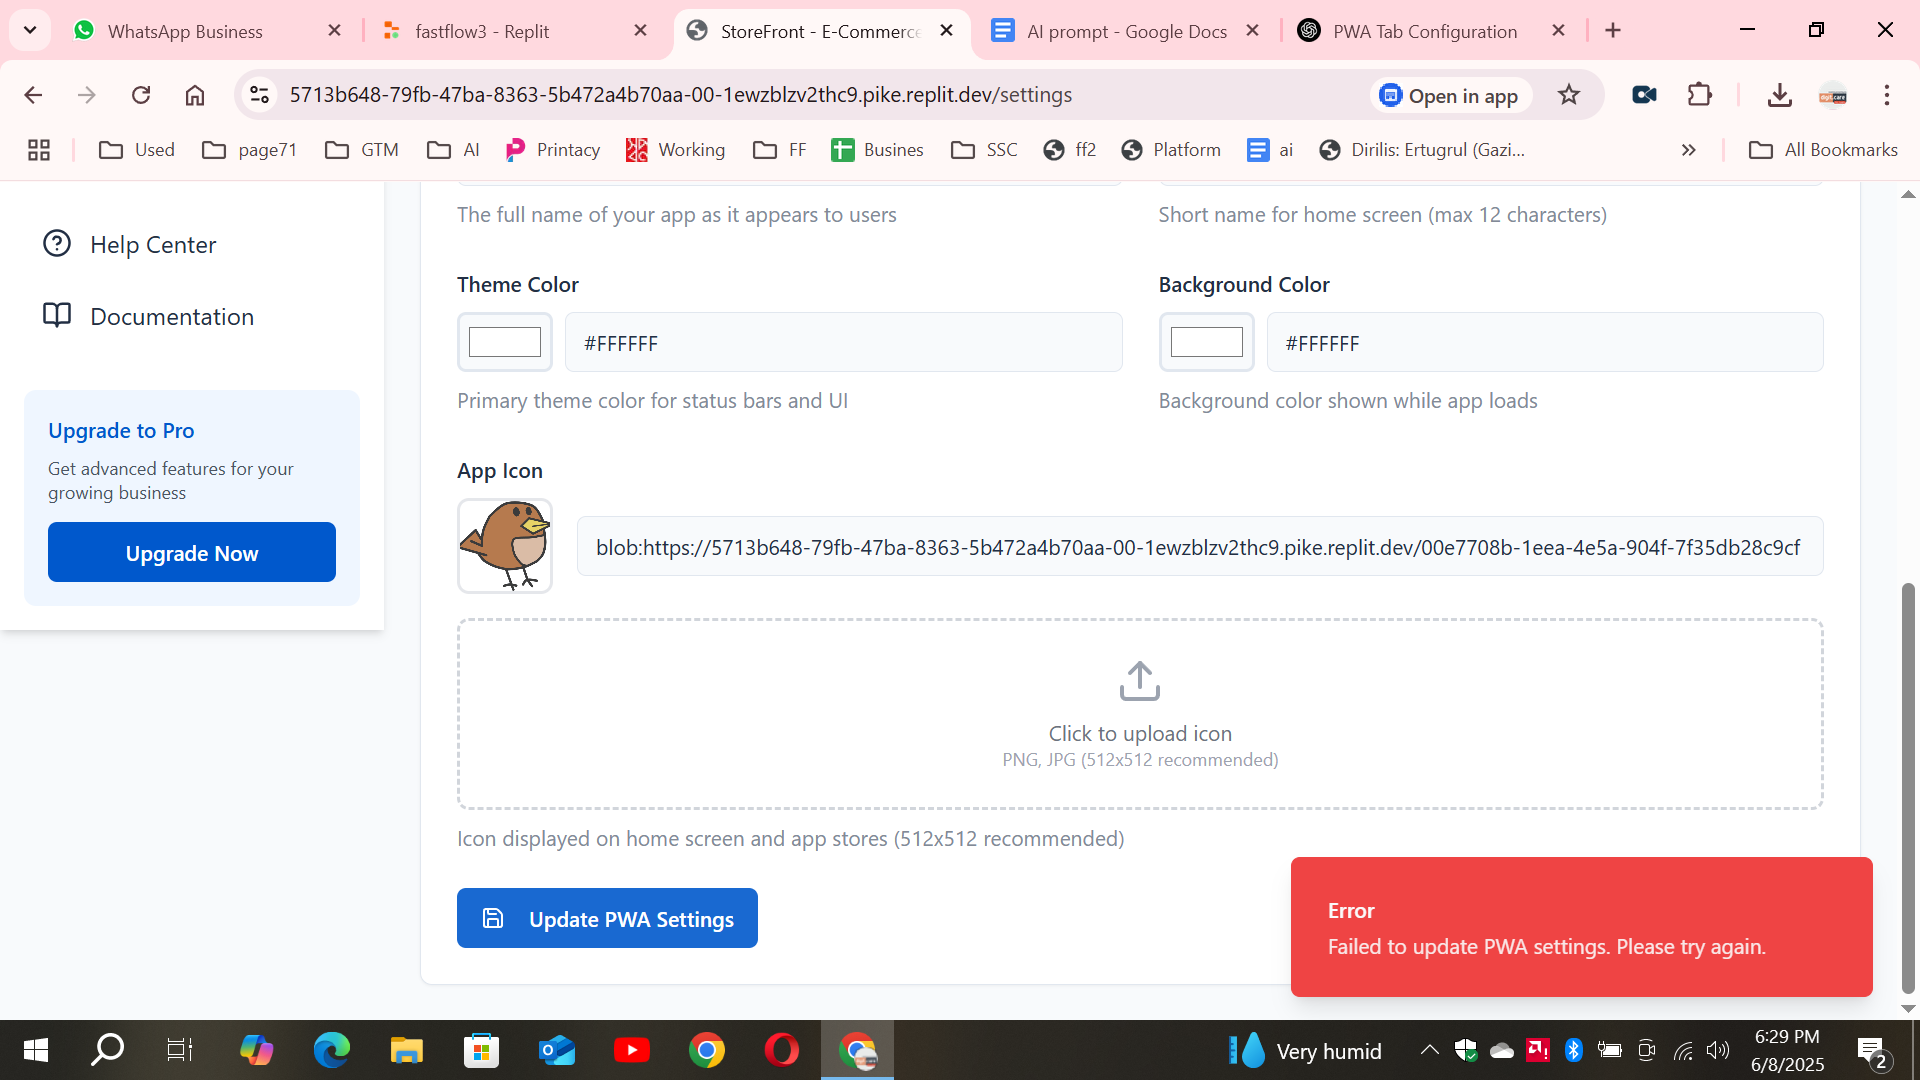 WhatsApp Business
fastflow3 - Replit
StoreFront - E-Commerce
AI prompt - Google Docs
PWA Tab Configuration
5713b648-79fb-47ba-8363-5b472a4b70aa-00-1ewzblzv2thc9.pike.replit.dev/settings
Open in app
Used
page71
GTM
AI
Printacy
Working
FF
Busines
SSC
ff2
Platform
ai
Dirilis: Ertugrul (Gazi...
All Bookmarks
Help Center
Documentation
Upgrade to Pro
Get advanced features for your
growing business
Upgrade Now
The full name of your app as it appears to users
Short name for home screen (max 12 characters)
Theme Color
#FFFFFF
Primary theme color for status bars and UI
Background Color
#FFFFFF
Background color shown while app loads
App Icon
blob:https://5713b648-79fb-47ba-8363-5b472a4b70aa-00-1ewzblzv2thc9.pike.replit.dev/00e7708b-1eea-4e5a-904f-7f35db28c9cf
Click to upload icon
PNG, JPG (512x512 recommended)
Icon displayed on home screen and app stores (512x512 recommended)
Update PWA Settings
Error
Failed to update PWA settings. Please try again.
Very humid
6:29 PM
6/8/2025
2